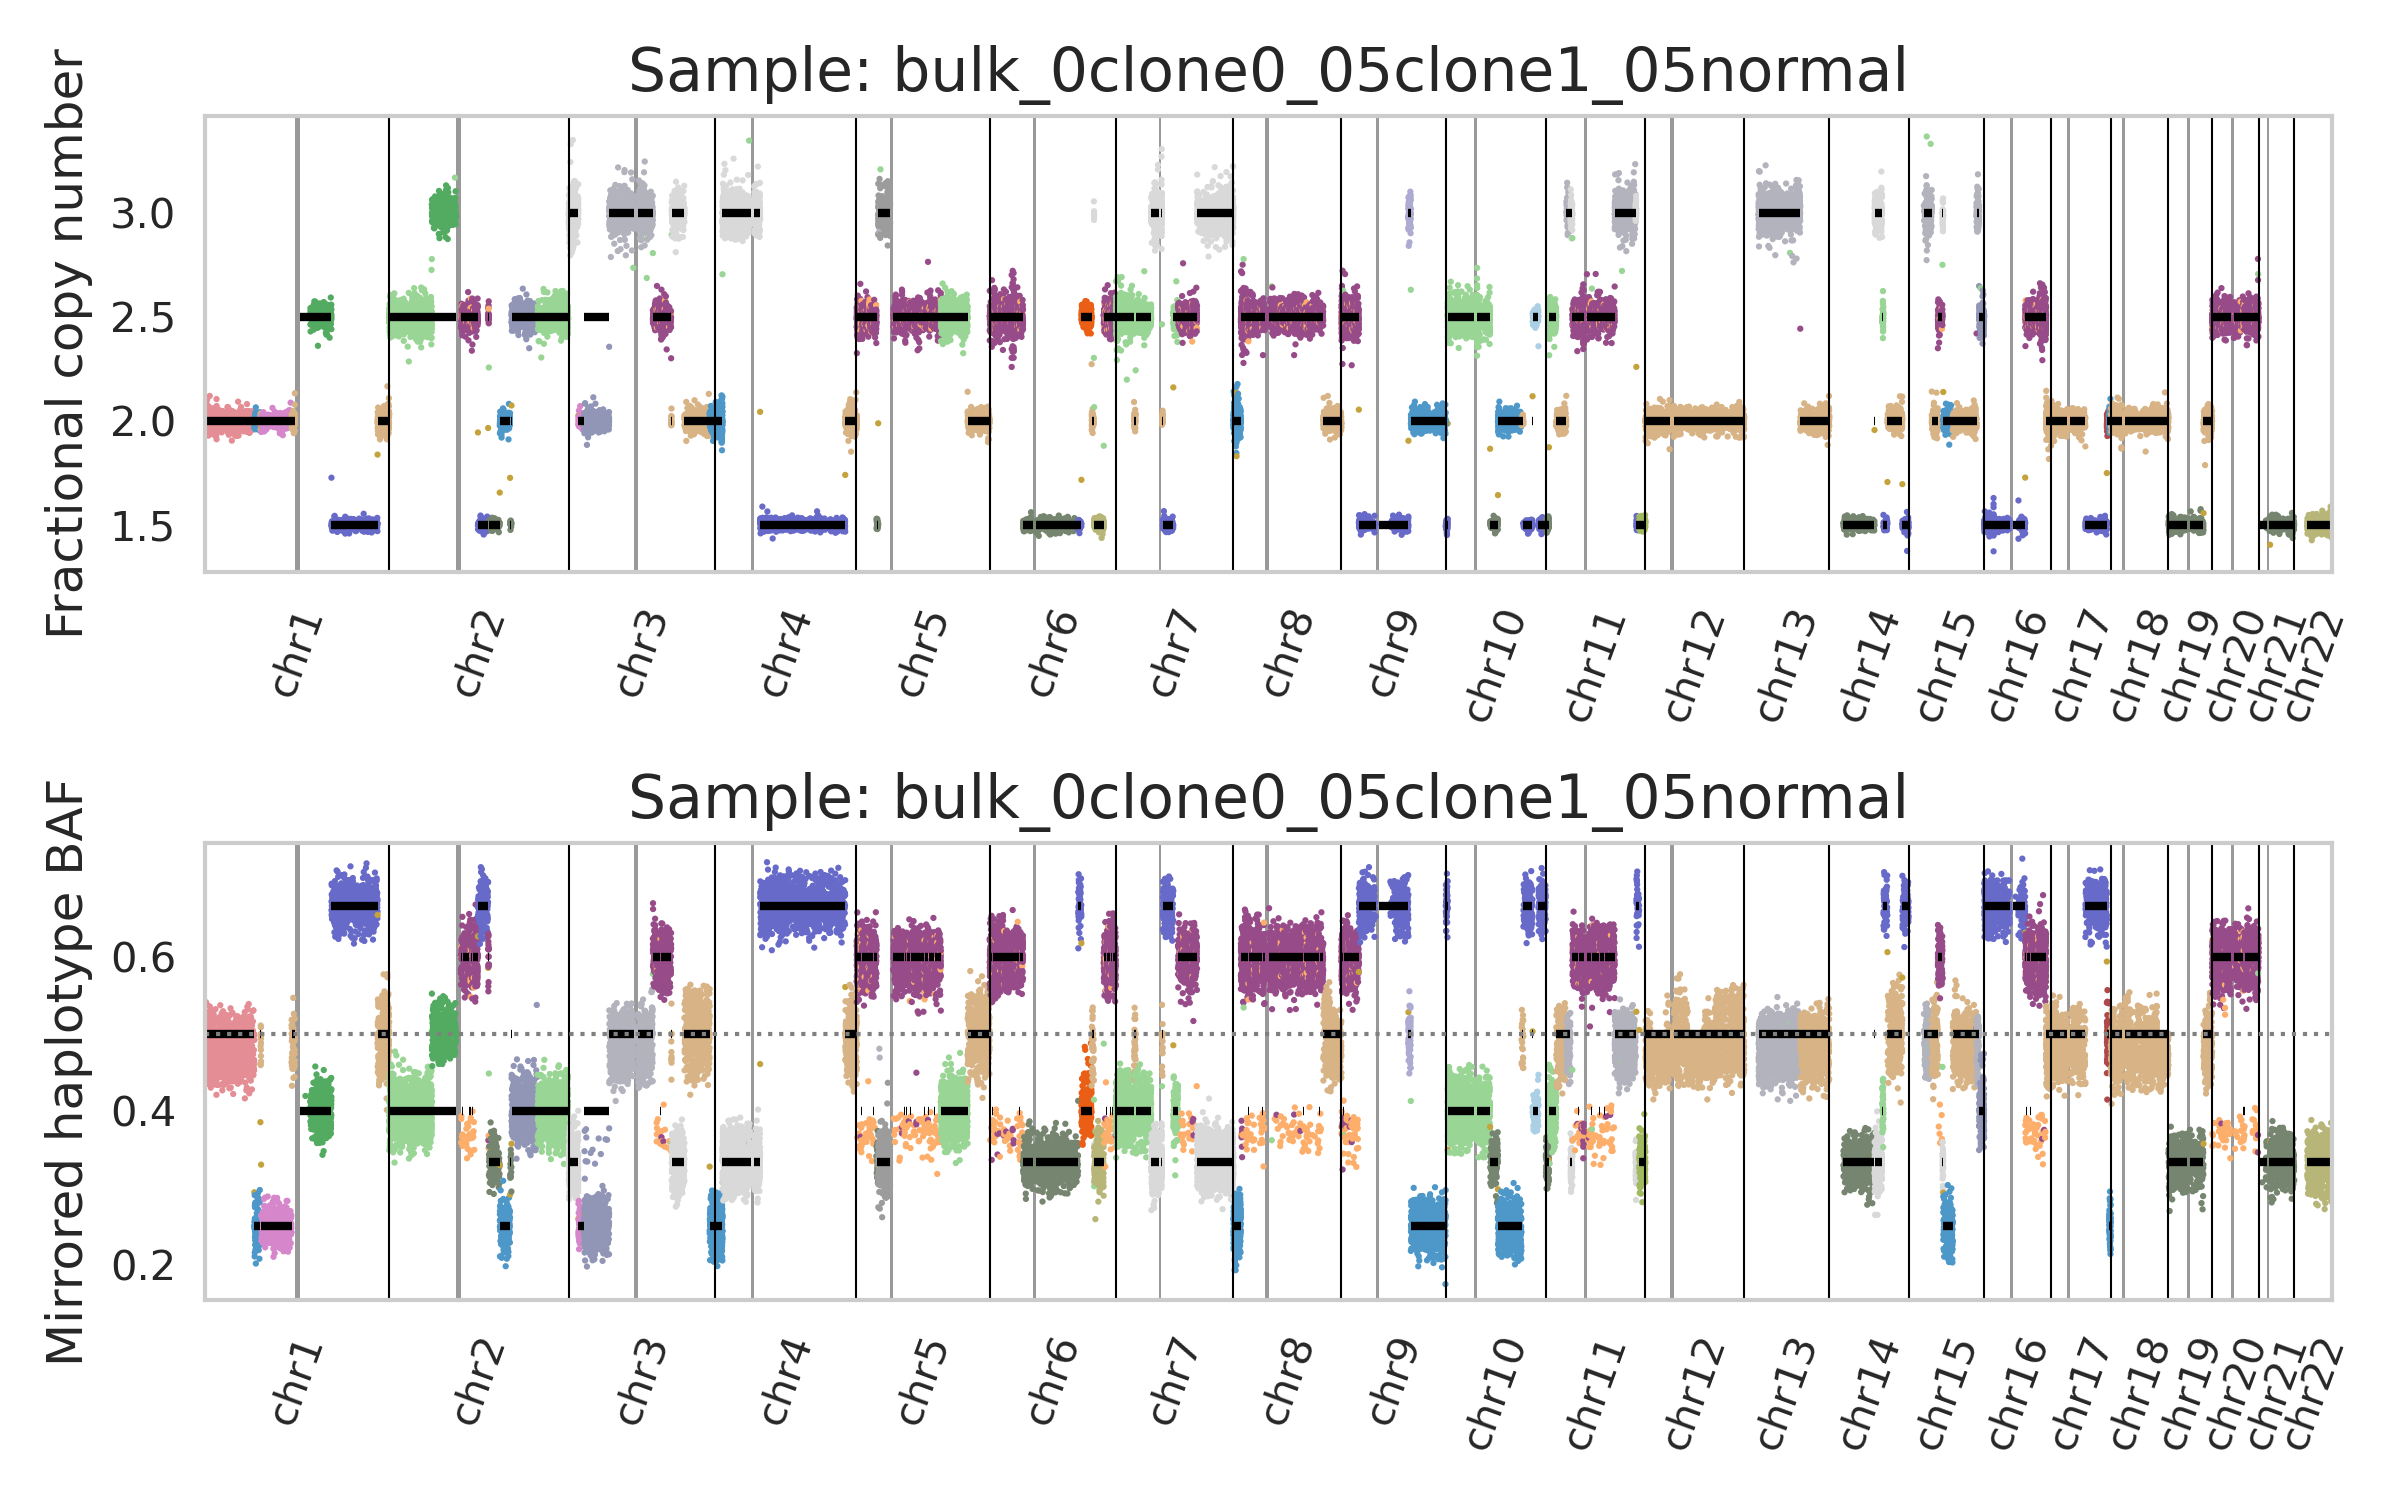 Sample: bulk_0clone0_05clone1_05normal
Fractional copy number
3.0
2.5
2.0
1.5
chr1
chr2
chr3
chr4
chr5
chr6
chr7
chr8
chr9
chr10
chr11
chr12
chr13
chr14
chr15
chr16
chr17
chr18
chr19
chr20
chr21
chr22
Sample: bulk_0clone0_05clone1_05normal
Mirrored haplotype BAF
0.6
0.4
0.2
chr1
chr2
chr3
chr4
chr5
chr6
chr7
chr8
chr9
chr10
chr11
chr12
chr13
chr14
chr15
chr16
chr17
chr18
chr19
chr20
chr21
chr22